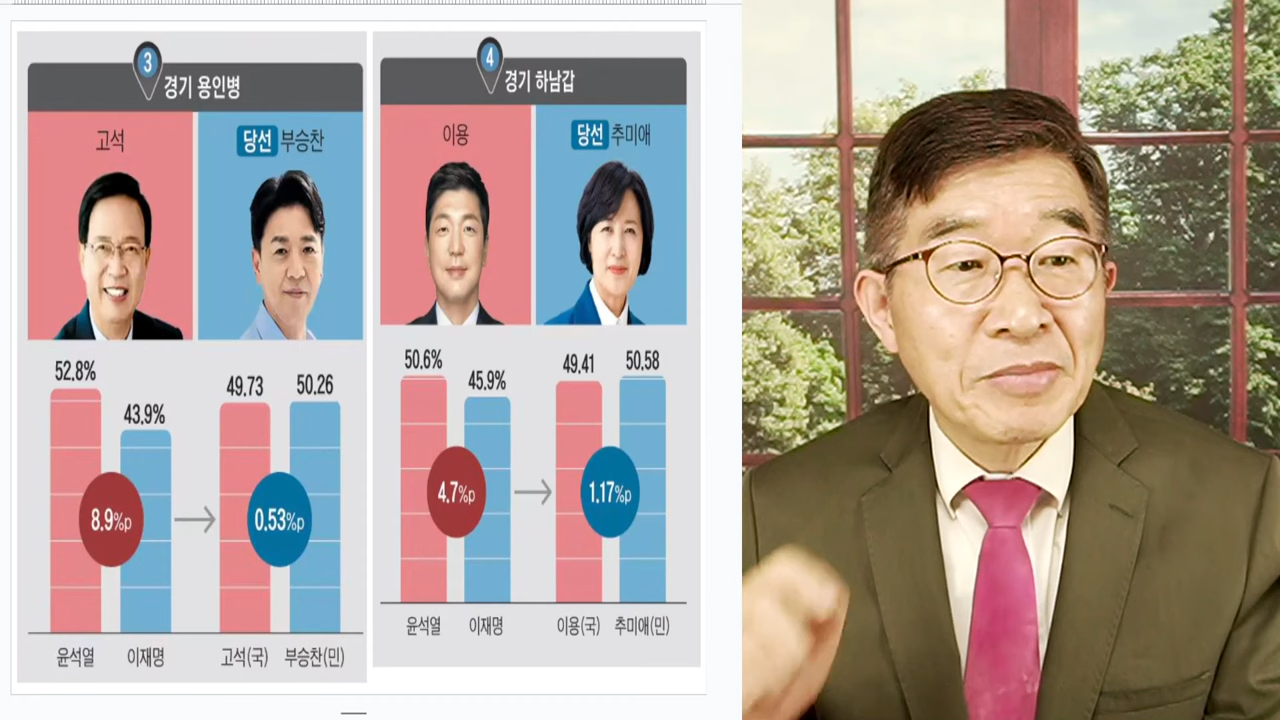 3
경기 용인병
고석
당선 부승찬
52.8%
43.9%
49.73
50.26
8.9%p
0.53%p
윤석열
이재명
고석(국)
부승찬(민)
4
경기 하남갑
이용
당선 추미애
50.6%
45.9%
49.41
50.58
4.7%p
1.17%p
윤석열
이재명
이용(국)
추미애(민)